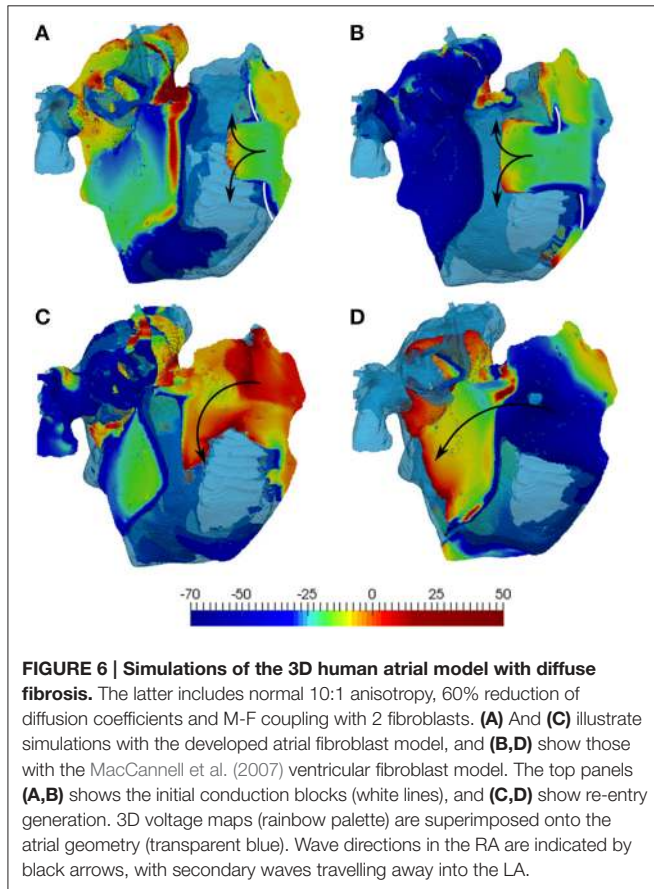 A
B
C
D
-70 -50 -25 0 25 50
FIGURE 6 | Simulations of the 3D human atrial model with diffuse
fibrosis. The latter includes normal 10:1 anisotropy, 60% reduction of
diffusion coefficients and M-F coupling with 2 fibroblasts. (A) And (C) illustrate
simulations with the developed atrial fibroblast model, and (B,D) show those
with the MacCannell et al. (2007) ventricular fibroblast model. The top panels
(A,B) shows the initial conduction blocks (white lines), and (C,D) show re-entry
generation. 3D voltage maps (rainbow palette) are superimposed onto the
atrial geometry (transparent blue). Wave directions in the RA are indicated by
black arrows, with secondary waves travelling away into the LA.